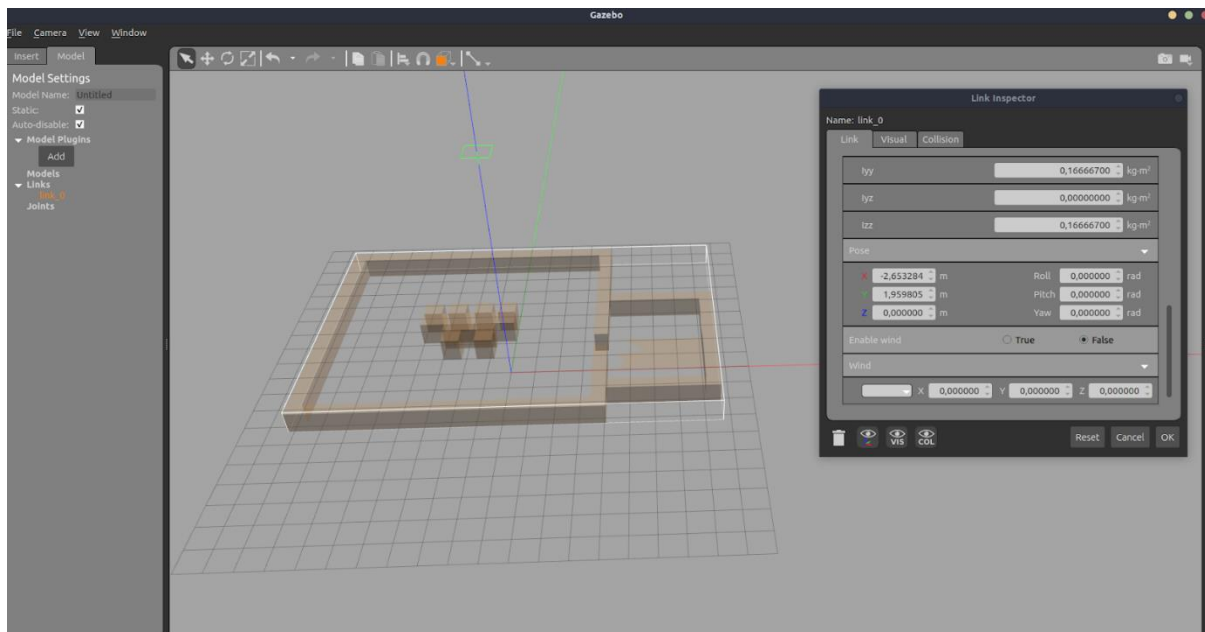 Gazebo
File Camera View Window
Insert Model
Model Settings
Model Name: Untitled
Static:
Auto-disable:
Model Plugins
Add
Models
Links
link_0
Joints
Link Inspector
Name: link_0
Link Visual Collision
Iyy 0,16666700 kg·m²
Iyz 0,00000000 kg·m²
Izz 0,16666700 kg·m²
Pose
X -2,653284 m Roll 0,000000 rad
Y 1,959805 m Pitch 0,000000 rad
Z 0,000000 m Yaw 0,000000 rad
Enable wind True False
Wind
X 0,000000 Y 0,000000 Z 0,000000
VIS COL Reset Cancel OK